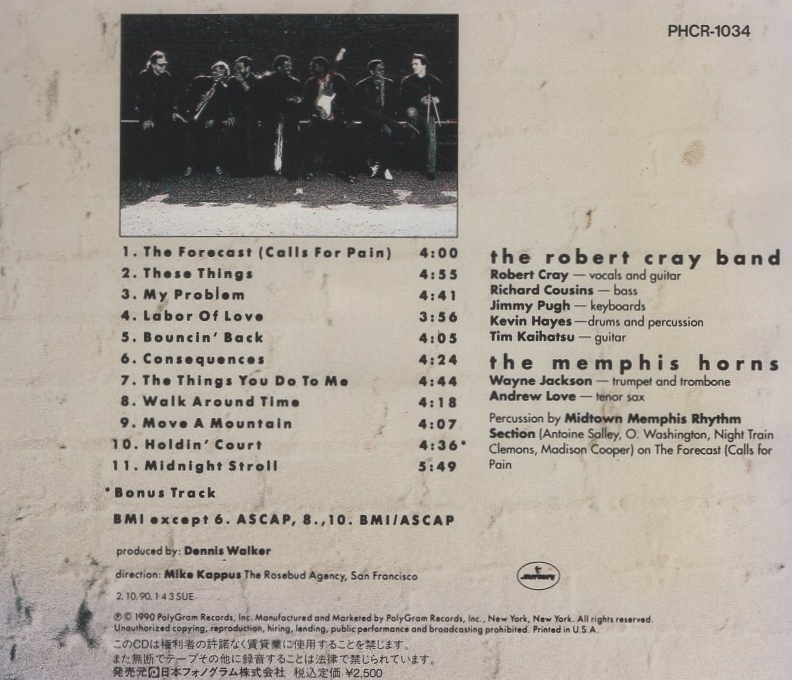 PHCR-1034
1. The Forecast (Calls For Pain) 4:00
2. These Things 4:55
3. My Problem 4:41
4. Labor Of Love 3:56
5. Bouncin' Back 4:05
6. Consequences 4:24
7. The Things You Do To Me 4:44
8. Walk Around Time 4:18
9. Move A Mountain 4:07
10. Holdin' Court 4:36*
11. Midnight Stroll 5:49
*Bonus Track
BMI except 6. ASCAP, 8.,10. BMI/ASCAP
produced by: Dennis Walker
direction: Mike Kappus The Rosebud Agency, San Francisco
2.10.90.1 4 3 SUE
the robert cray band
Robert Cray — vocals and guitar
Richard Cousins — bass
Jimmy Pugh — keyboards
Kevin Hayes — drums and percussion
Tim Kaihatsu — guitar
the memphis horns
Wayne Jackson — trumpet and trombone
Andrew Love — tenor sax
Percussion by Midtown Memphis Rhythm
Section (Antoine Salley, O. Washington, Night Train
Clemons, Madison Cooper) on The Forecast (Calls for
Pain
mercury
℗ © 1990 PolyGram Records, Inc. Manufactured and Marketed by PolyGram Records, Inc., New York, New York. All rights reserved.
Unauthorized copying, reproduction, hiring, lending, public performance and broadcasting prohibited. Printed in U.S.A.
このCDは権利者の許諾なく賃貸業に使用することを禁じます。
また無断でテープその他に録音することは法律で禁じられています。
発売元 日本フォノグラム株式会社 税込定価 ¥2,500